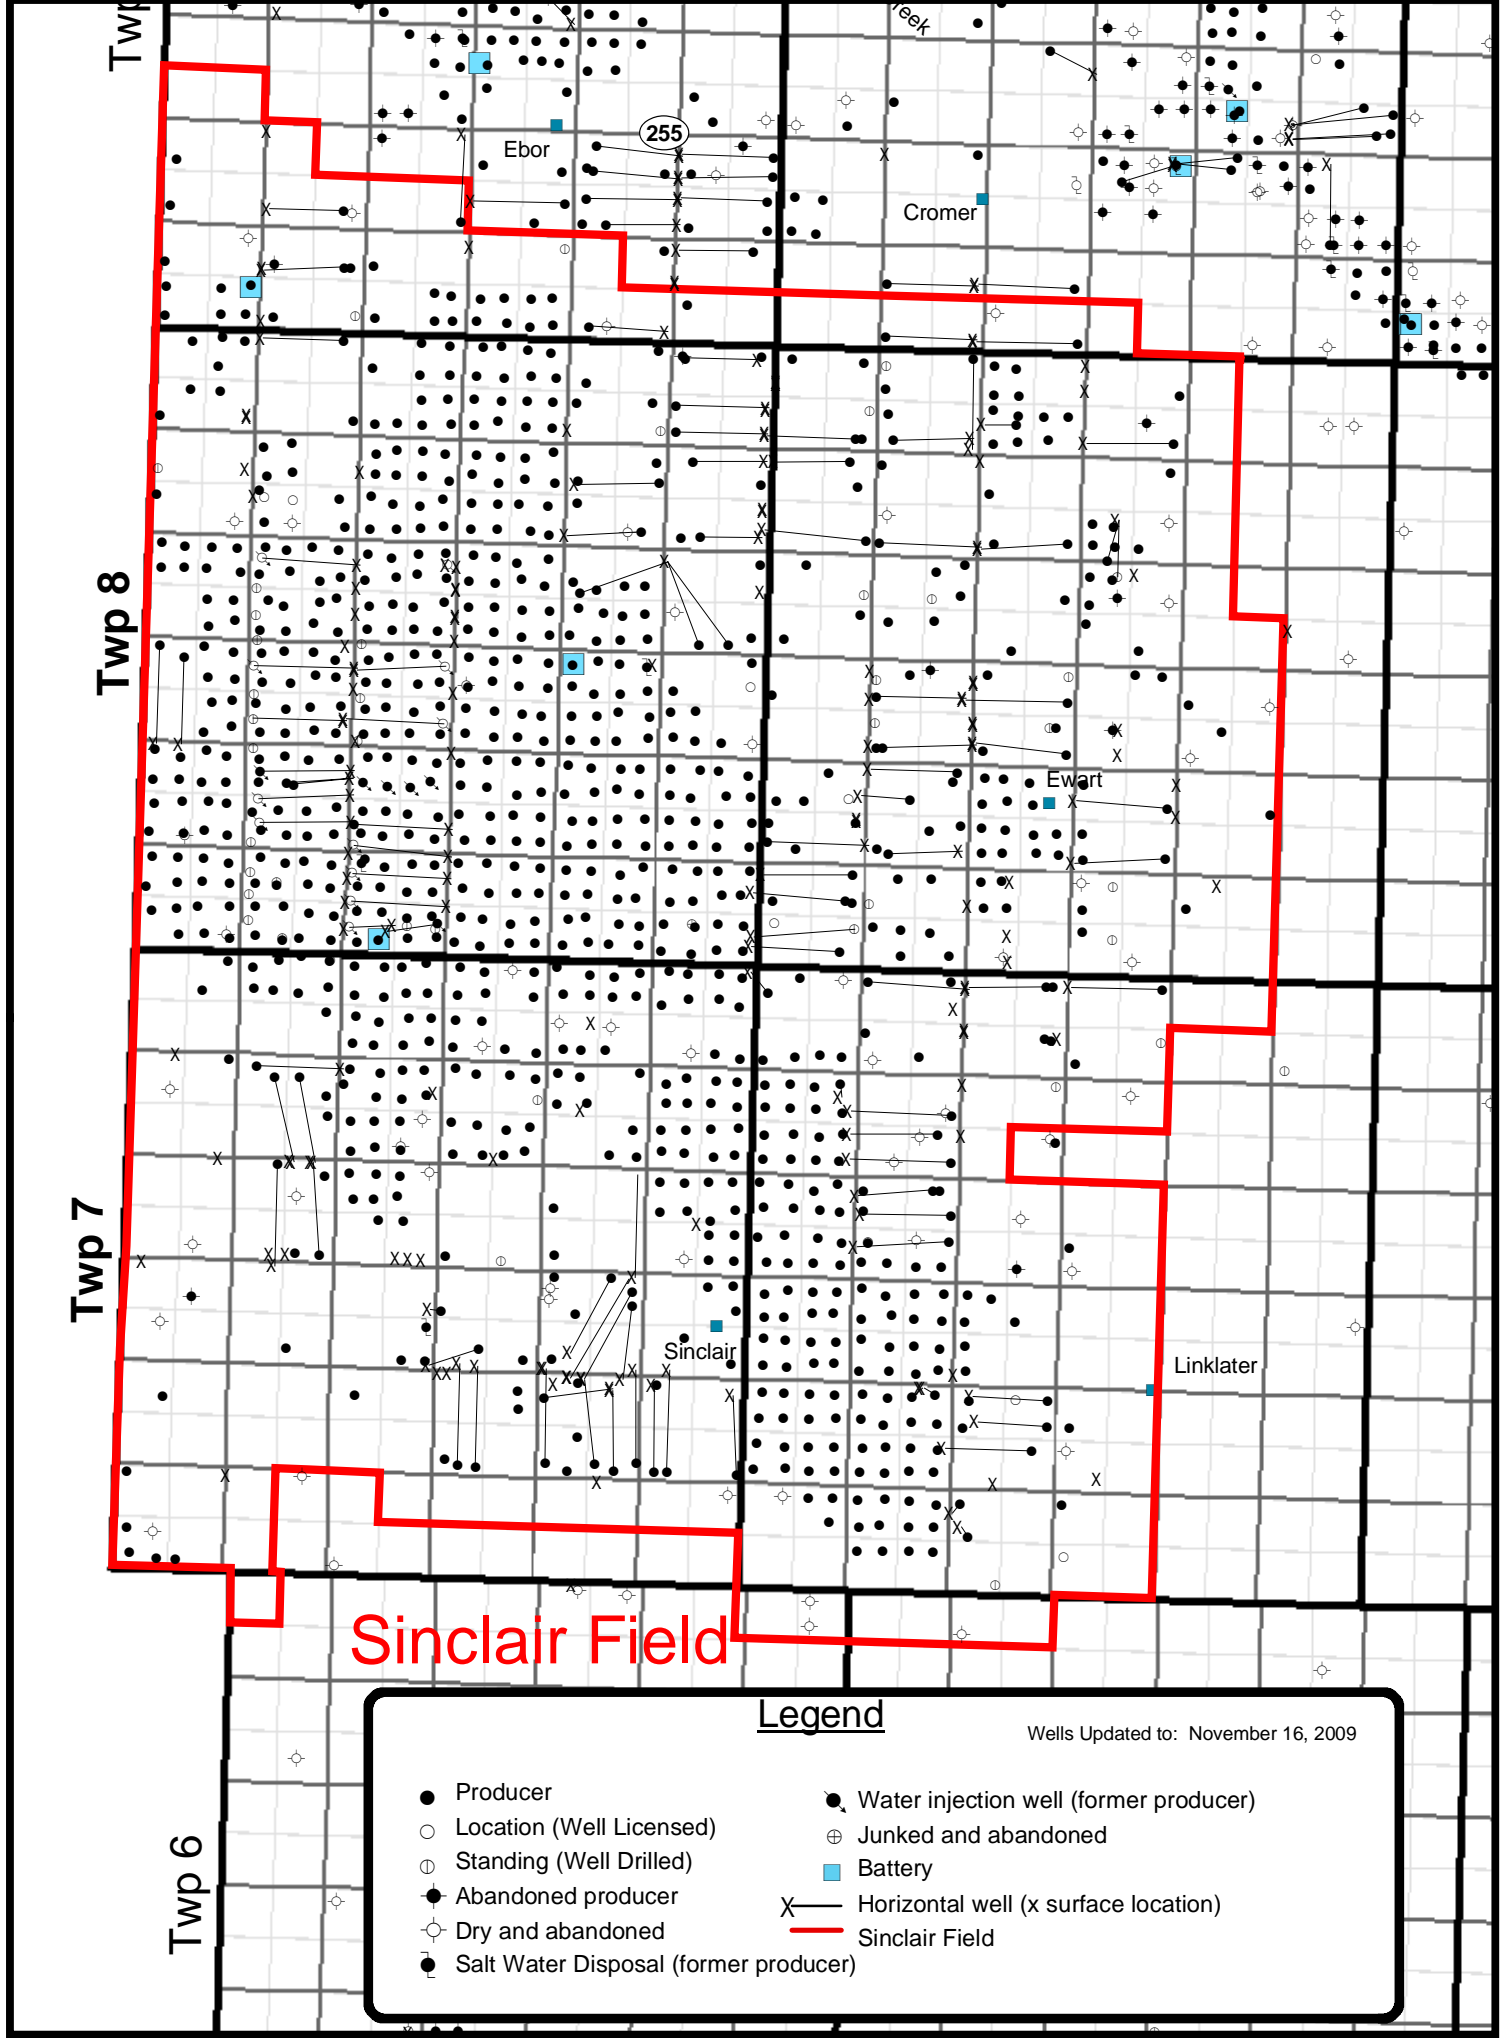 Twp
reek
255
Ebor
Cromer
Twp 8
Ewart
Twp 7
Sinclair
Linklater
Sinclair Field
Legend
Wells Updated to: November 16, 2009
Producer
Location (Well Licensed)
Standing (Well Drilled)
Abandoned producer
Dry and abandoned
Salt Water Disposal (former producer)
Water injection well (former producer)
Junked and abandoned
Battery
Horizontal well (x surface location)
Sinclair Field
Twp 6